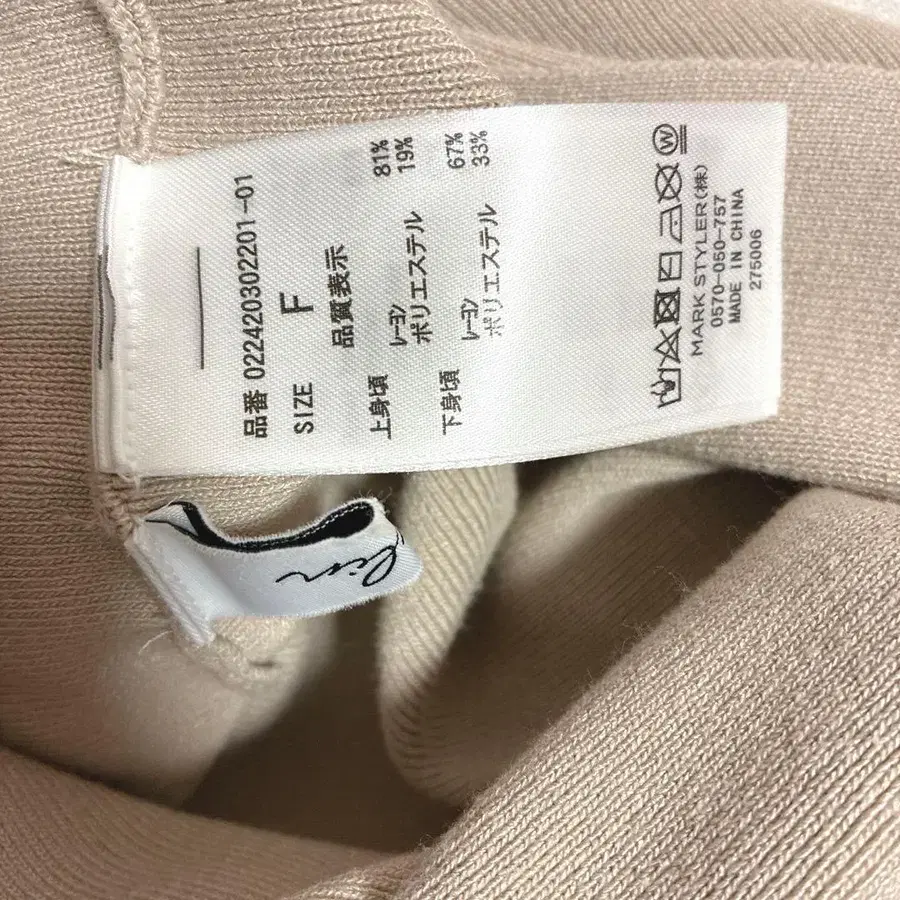 品番 022420302201-01
SIZE F
品質表示
上身頃 レーヨン 81%
ポリエステル 19%
下身頃 レーヨン 67%
ポリエステル 33%
MARK STYLER(株)
0570-050-757
MADE IN CHINA
275006